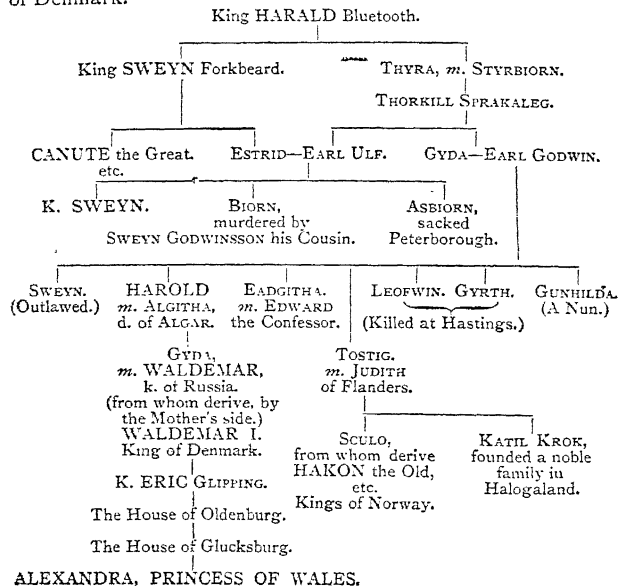 of Denmark.
King HARALD Bluetooth.
King SWEYN Forkbeard.
THYRA, m. STYRBIORN.
THORKILL SPRAKALEG.
CANUTE the Great.
etc.
ESTRID—EARL ULF.
GYDA—EARL GODWIN.
K. SWEYN.
BIORN,
murdered by
SWEYN GODWINSSON his Cousin.
ASBIORN,
sacked
Peterborough.
SWEYN.
(Outlawed.)
HAROLD
m. ALGITHA,
d. of ALGAR.
EADGITHA.
m. EDWARD
the Confessor.
LEOFWIN. GYRTH.
(Killed at Hastings.)
GUNHILDA.
(A Nun.)
GYDA,
m. WALDEMAR,
k. of Russia.
(from whom derive, by
the Mother's side.)
WALDEMAR I.
King of Denmark.
K. ERIC GLIPPING.
The House of Oldenburg.
The House of Glucksburg.
ALEXANDRA, PRINCESS OF WALES.
TOSTIG.
m. JUDITH
of Flanders.
SCULO,
from whom derive
HAKON the Old,
etc.
Kings of Norway.
KATIL KROK,
founded a noble
family in
Halogaland.